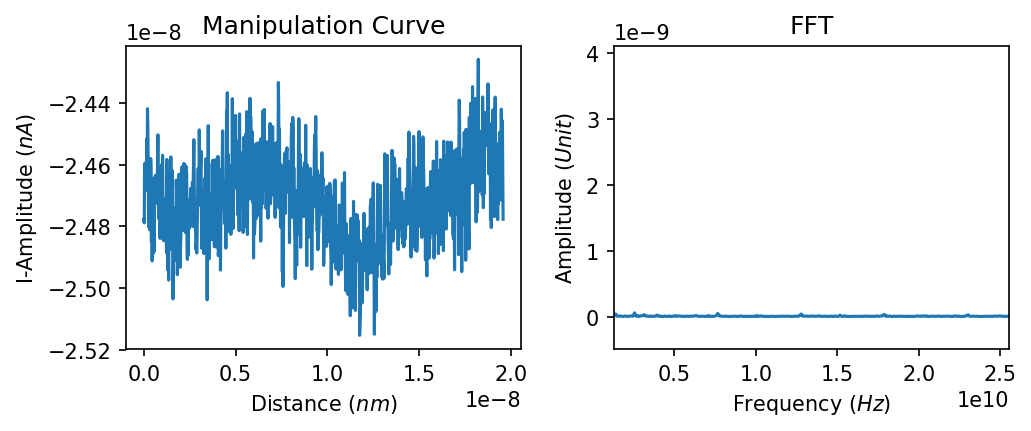 Manipulation Curve
1e−8
I-Amplitude (nA)
−2.44
−2.46
−2.48
−2.50
−2.52
0.0 0.5 1.0 1.5 2.0
Distance (nm)
1e−8
FFT
1e−9
Amplitude (Unit)
4
3
2
1
0
0.5 1.0 1.5 2.0 2.5
Frequency (Hz)
1e10